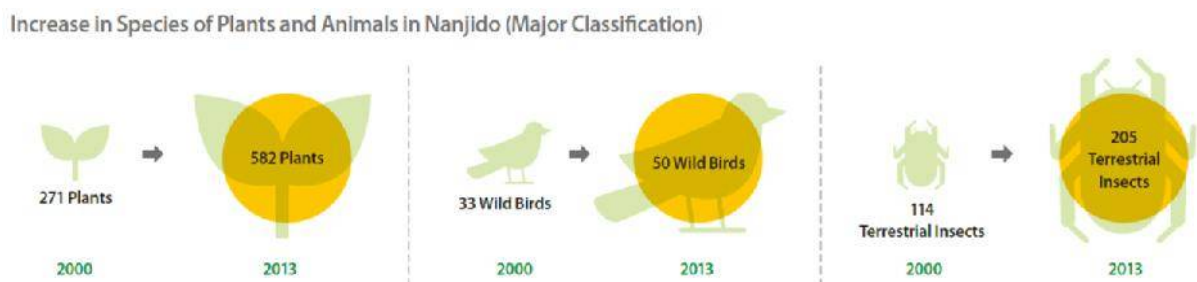 Increase in Species of Plants and Animals in Nanjido (Major Classification)
271 Plants
2000
582 Plants
2013
33 Wild Birds
2000
50 Wild Birds
2013
114
Terrestrial Insects
2000
205
Terrestrial
Insects
2013